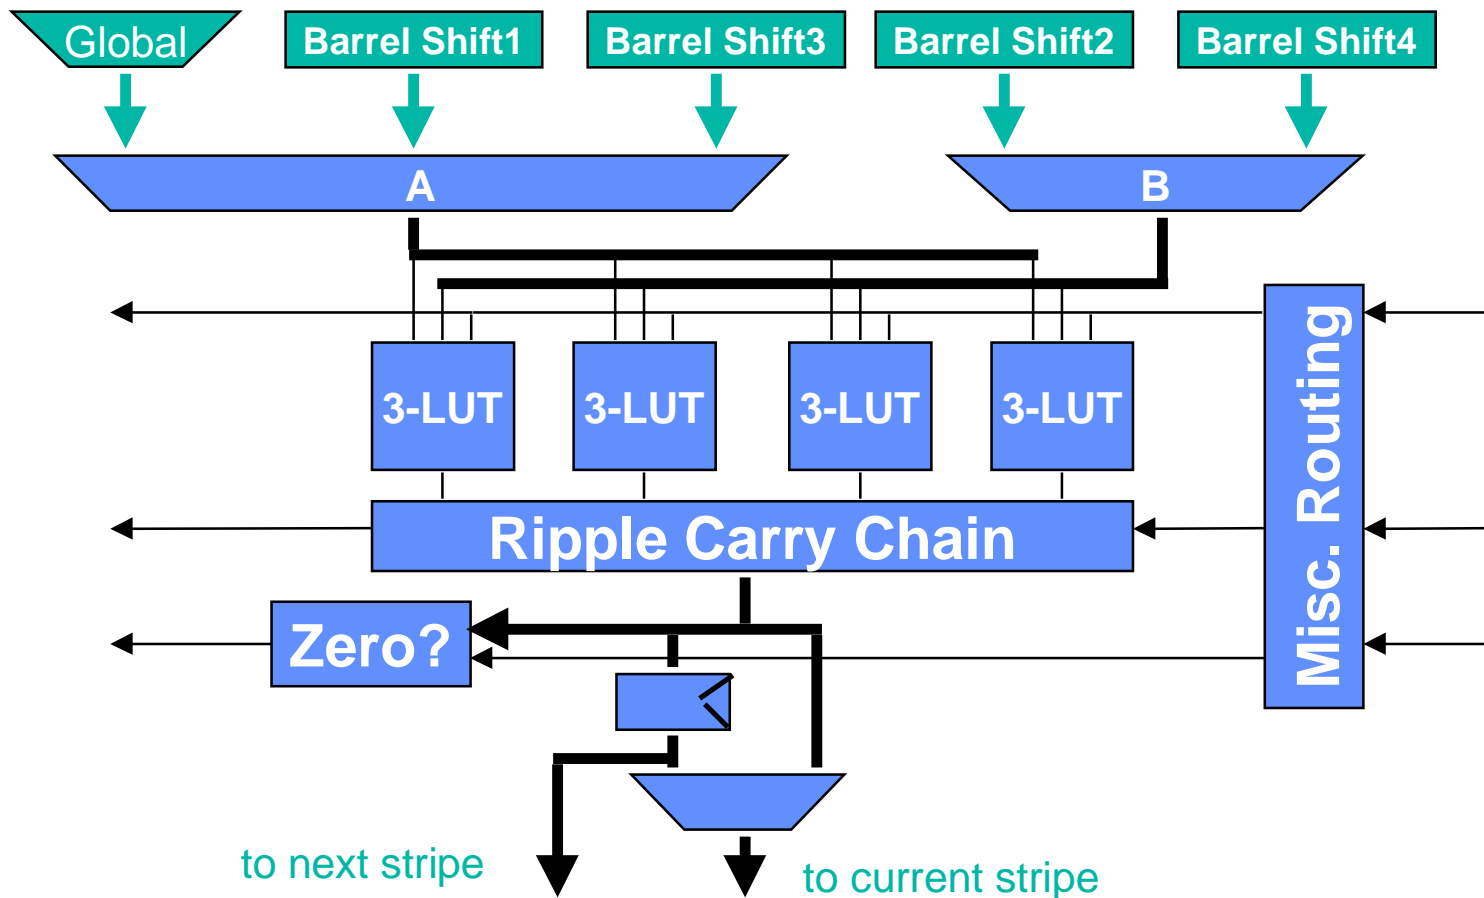 Global
Barrel Shift1
Barrel Shift3
Barrel Shift2
Barrel Shift4
A
B
3-LUT
3-LUT
3-LUT
3-LUT
Misc. Routing
Ripple Carry Chain
Zero?
to next stripe
to current stripe